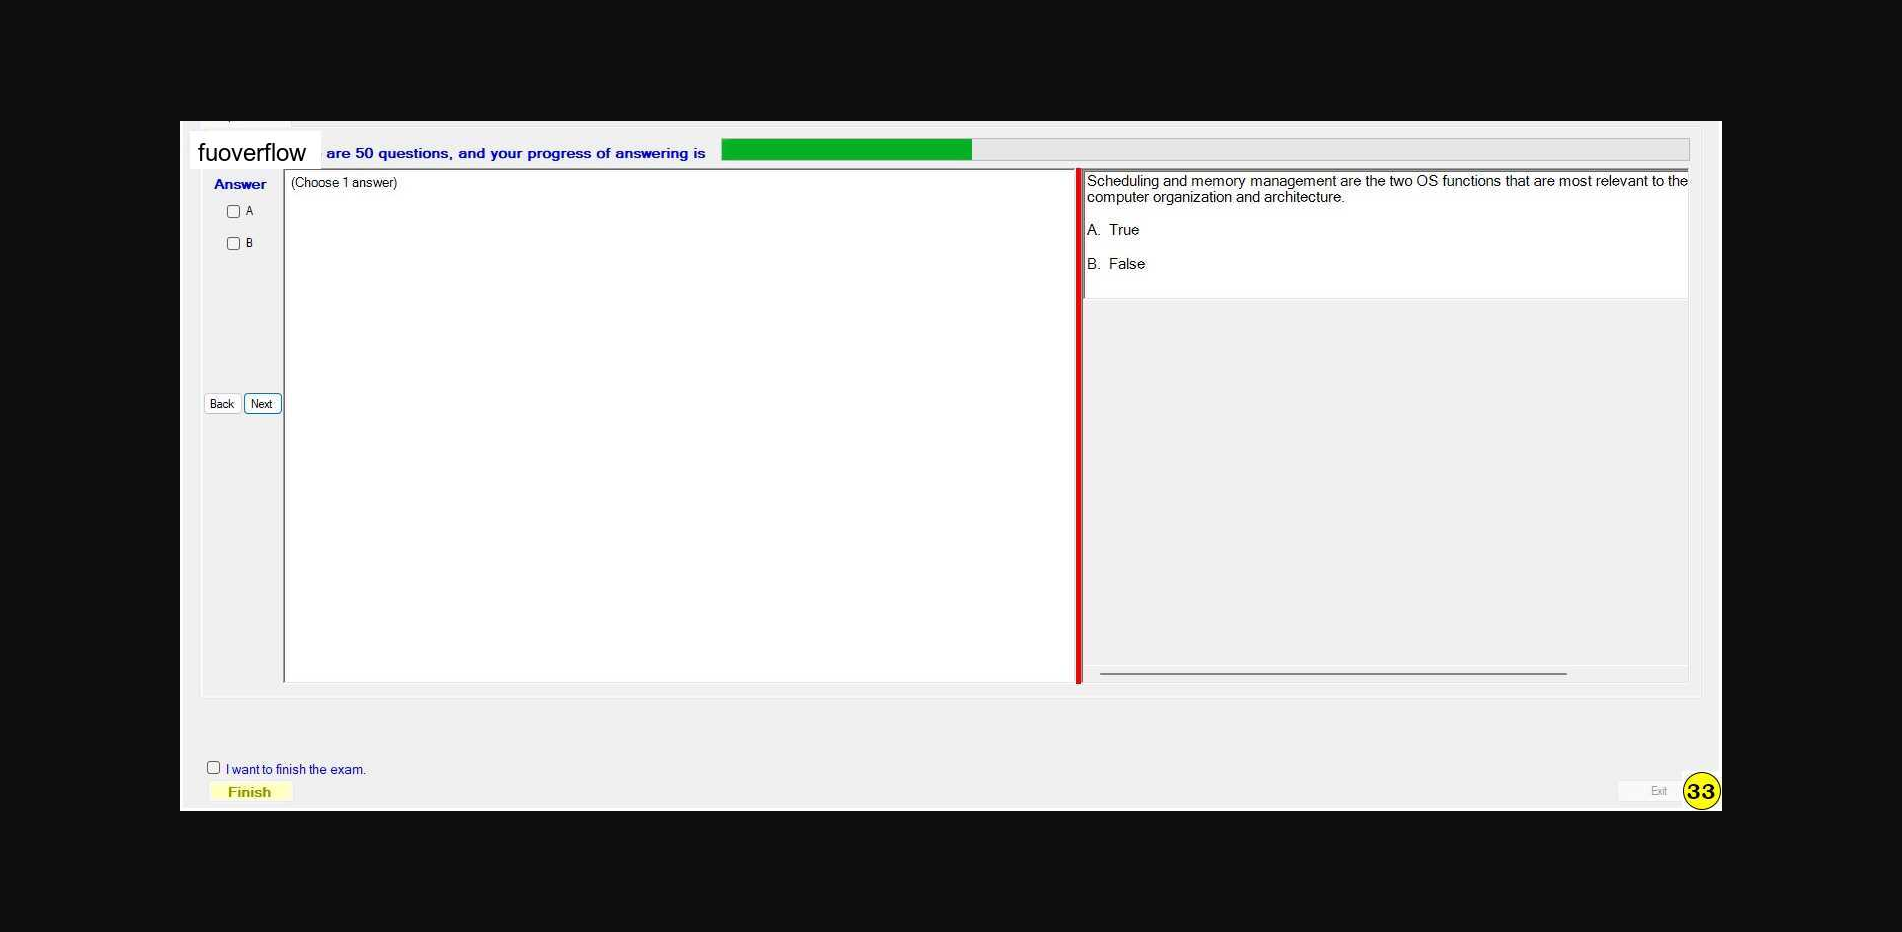 fuoverflow are 50 questions, and your progress of answering is
Answer
A
B
Back Next
(Choose 1 answer)
Scheduling and memory management are the two OS functions that are most relevant to the
computer organization and architecture.
A. True
B. False
I want to finish the exam.
Finish
Exit
33